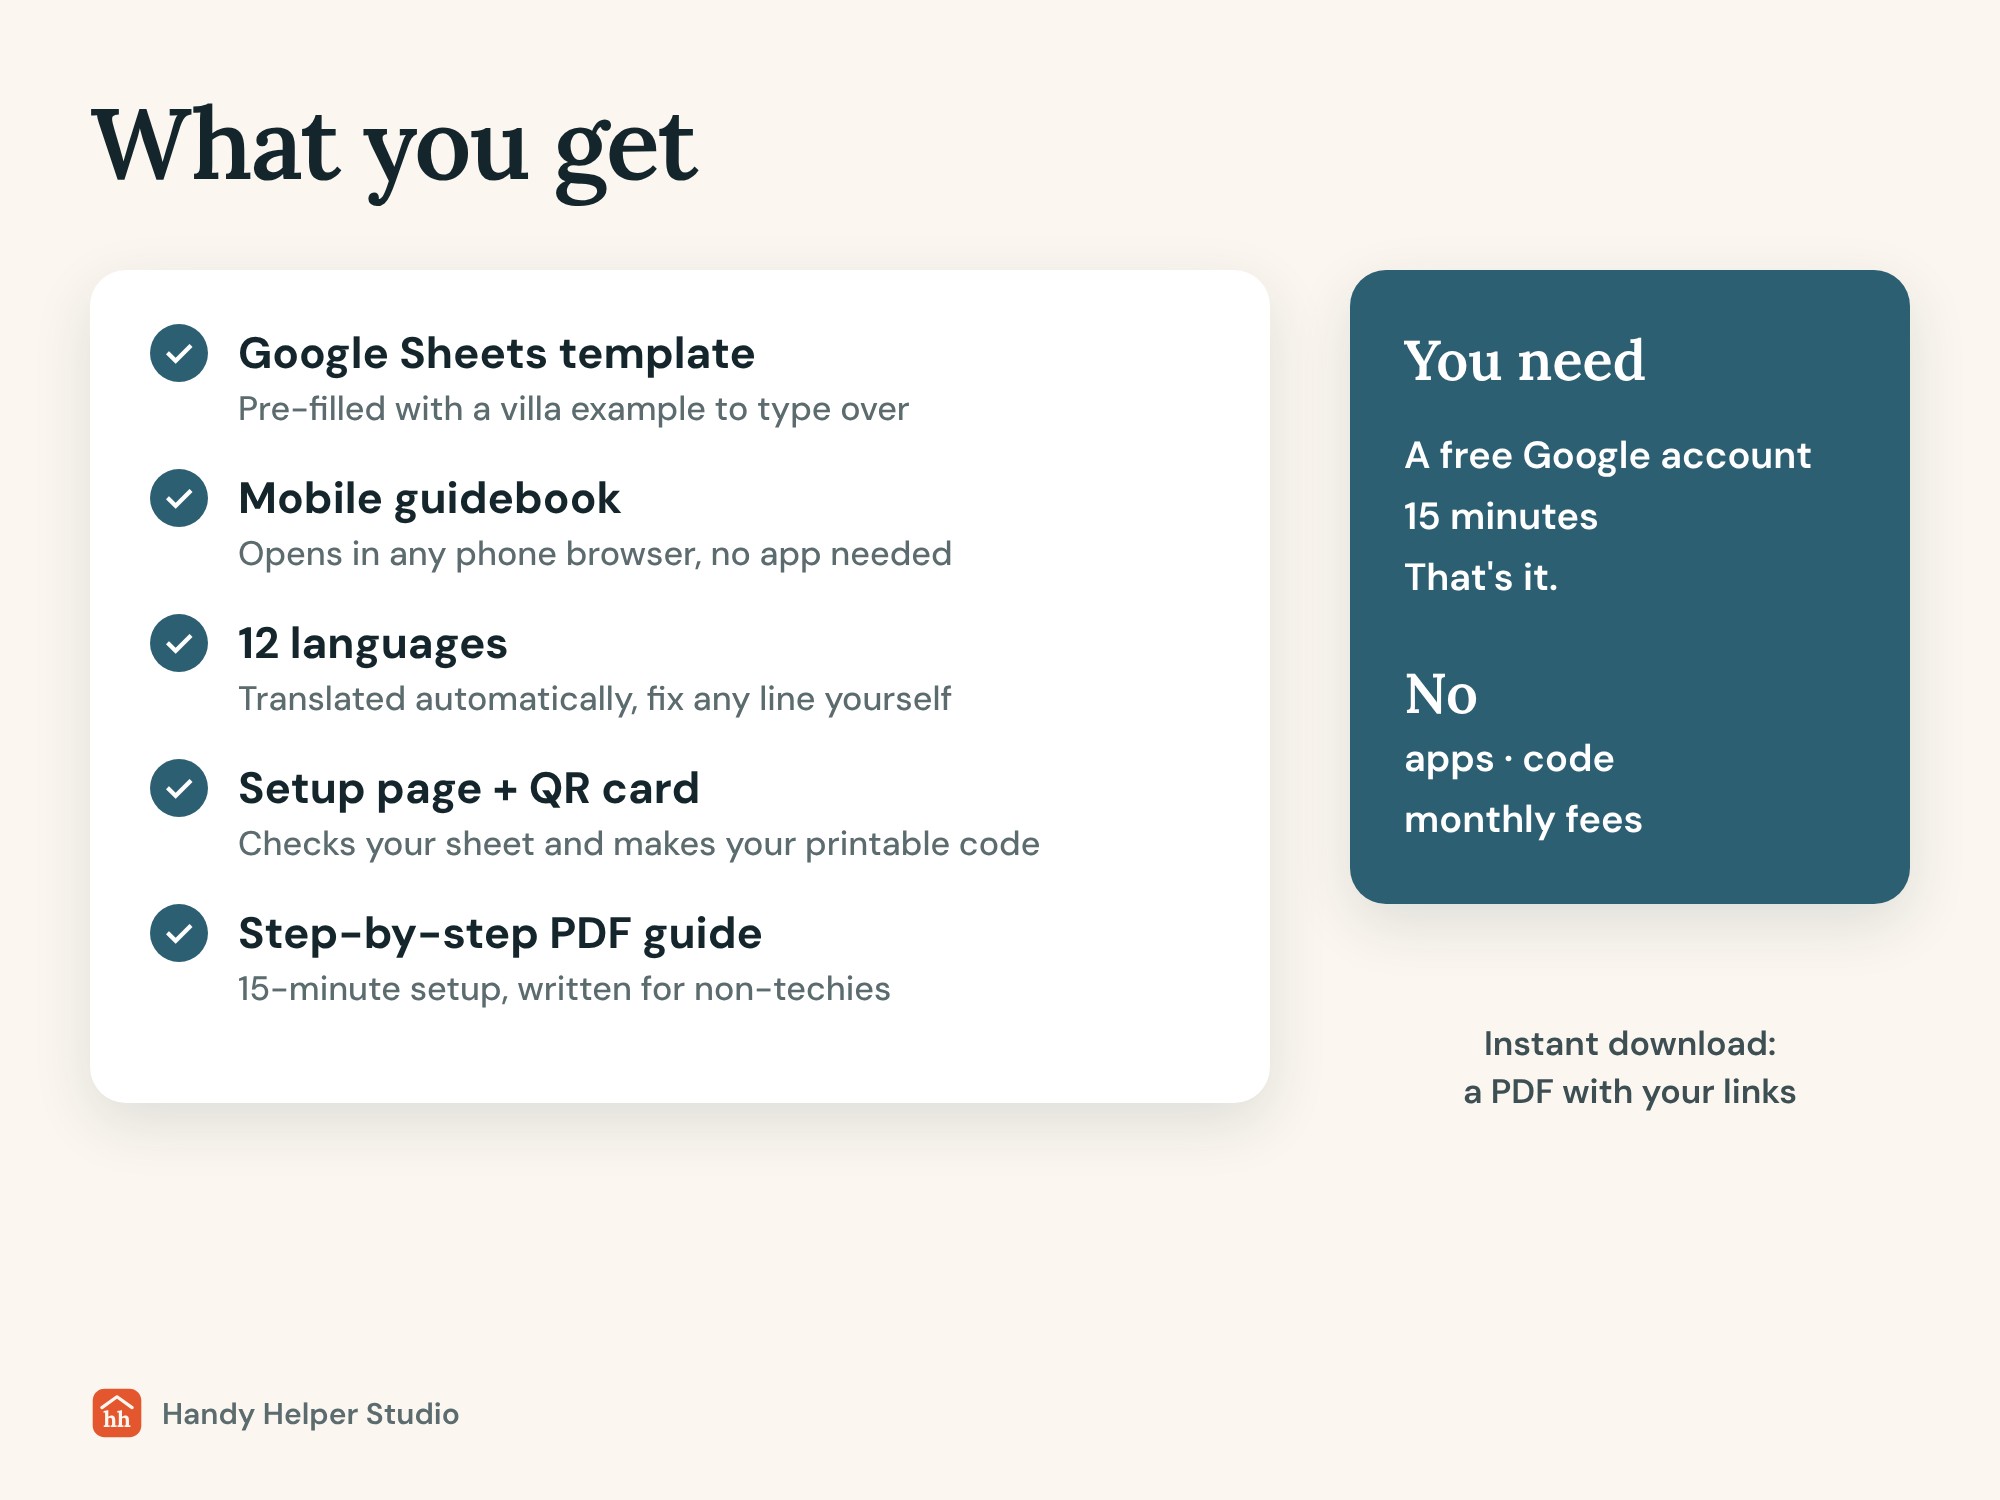 What you get
Google Sheets template
Pre-filled with a villa example to type over
Mobile guidebook
Opens in any phone browser, no app needed
12 languages
Translated automatically, fix any line yourself
Setup page + QR card
Checks your sheet and makes your printable code
Step-by-step PDF guide
15-minute setup, written for non-techies
You need
A free Google account
15 minutes
That's it.
No
apps · code
monthly fees
Instant download:
a PDF with your links
hh
Handy Helper Studio